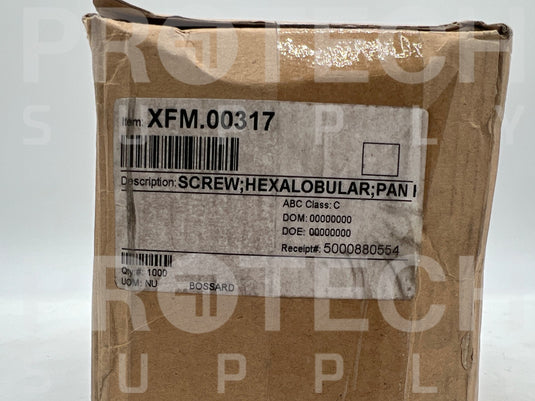 PROTECH
SUPPLY
Item: XFM.00317
Description: SCREW;HEXALOBULAR;PAN
ABC Class: C
DOM: 00000000
DOE: 00000000
Receipt#: 5000880554
Qty #: 1000
UOM: NU
BOSSARD
PROTECH
SUPPLY